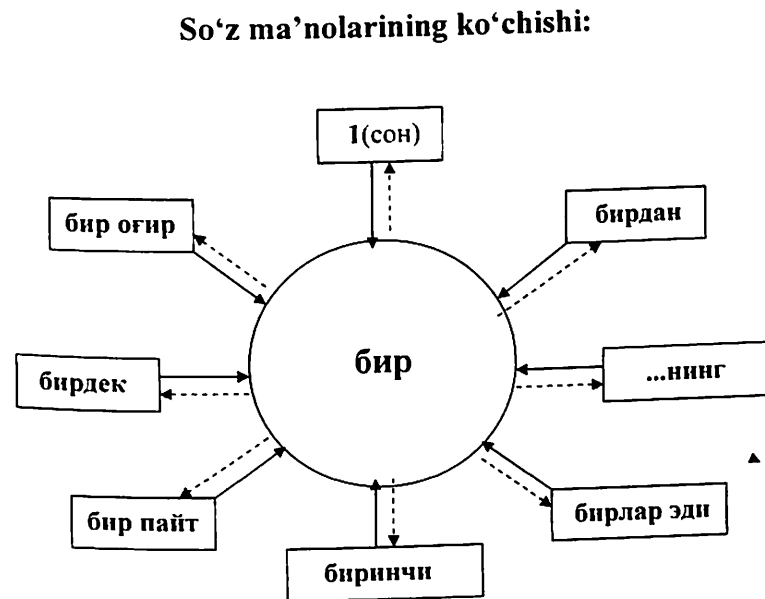 So‘z ma’nolarining ko‘chishi:
1(сон)
бир оғир
бирдан
бирдек
бир
...нинг
бир пайт
бирлар эди
биринчи